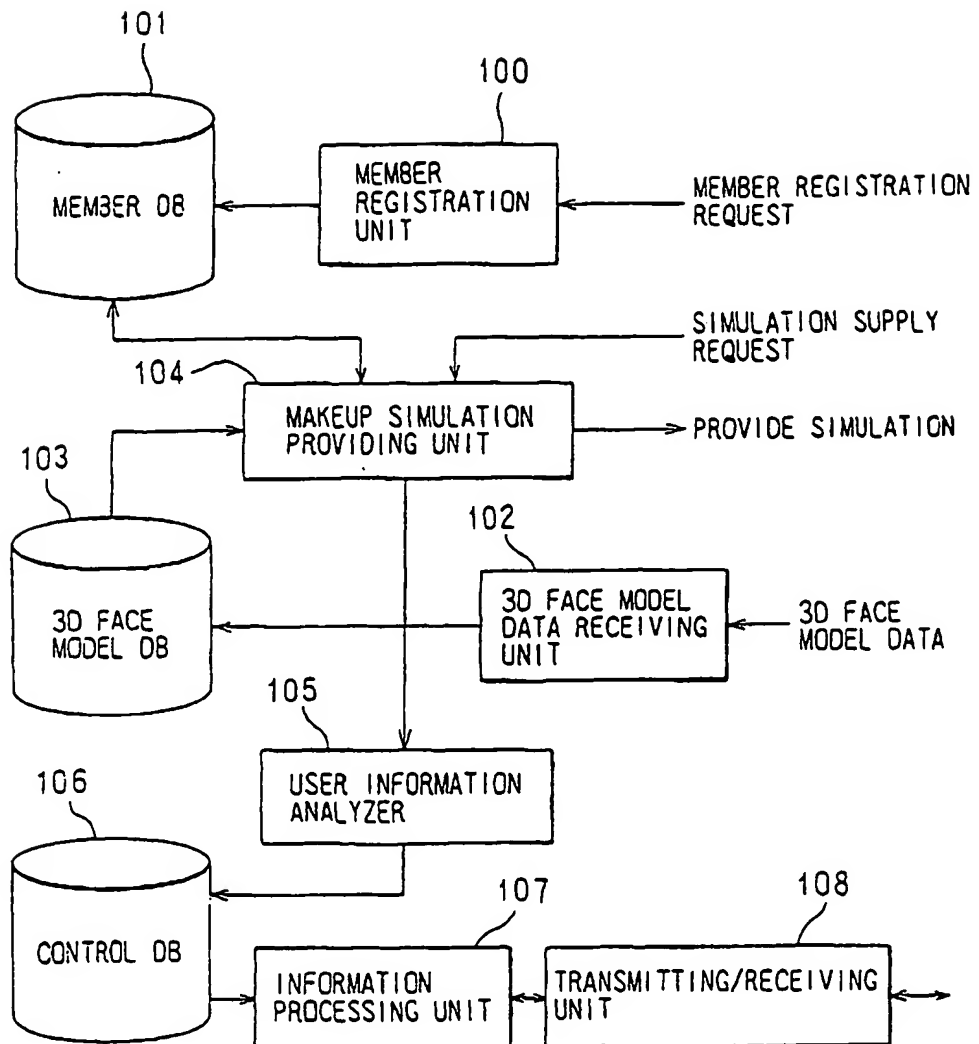 101
100
MEMBER DB
MEMBER
REGISTRATION
UNIT
MEMBER REGISTRATION
REQUEST
SIMULATION SUPPLY
REQUEST
104
MAKEUP SIMULATION
PROVIDING UNIT
PROVIDE SIMULATION
103
102
3D FACE
MODEL DB
3D FACE MODEL
DATA RECEIVING
UNIT
3D FACE
MODEL DATA
105
USER INFORMATION
ANALYZER
106
107
108
CONTROL DB
INFORMATION
PROCESSING UNIT
TRANSMITTING/RECEIVING
UNIT